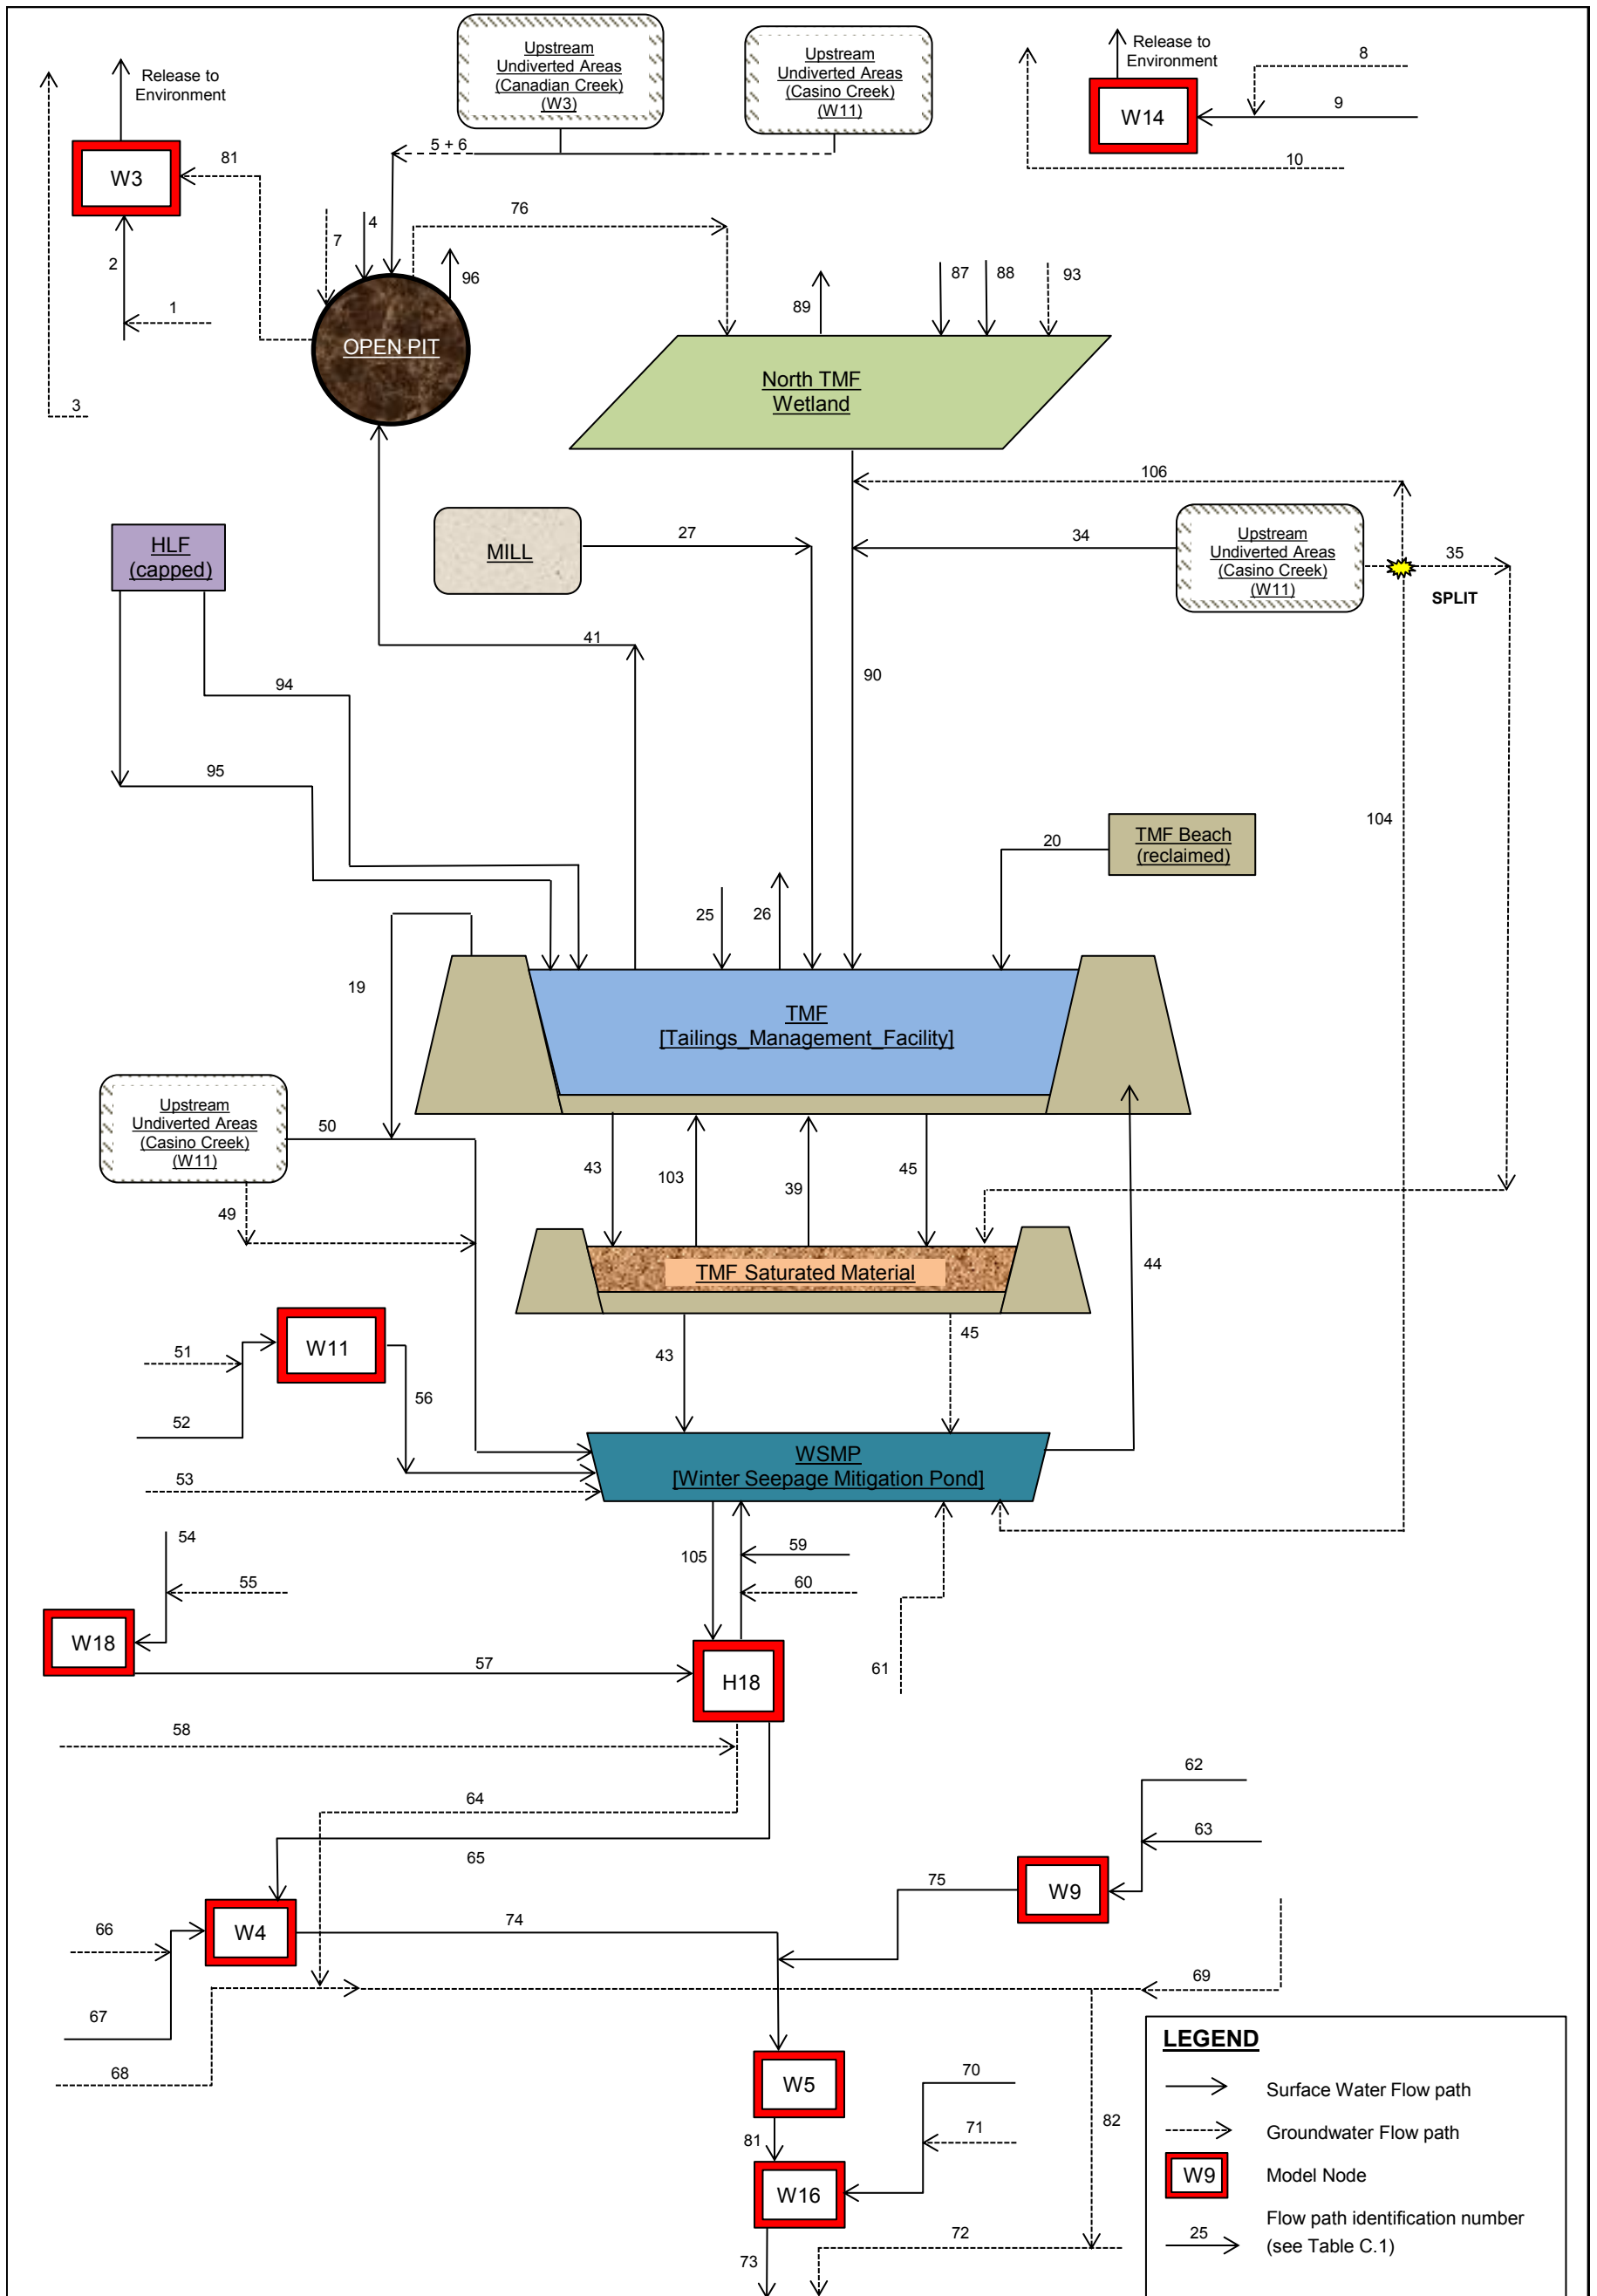 Upstream
Undiverted Areas
(Canadian Creek)
(W3)
Upstream
Undiverted Areas
(Casino Creek)
(W11)
Release to
Environment
Release to
Environment
8
9
W14
10
5 + 6
81
W3
2
1
3
7
4
96
76
OPEN PIT
89
87
88
93
North TMF
Wetland
106
HLF
(capped)
MILL
27
34
Upstream
Undiverted Areas
(Casino Creek)
(W11)
35
SPLIT
41
94
90
95
104
20
TMF Beach
(reclaimed)
25
26
19
TMF
[Tailings_Management_Facility]
Upstream
Undiverted Areas
(Casino Creek)
(W11)
50
49
43
103
39
45
44
TMF Saturated Material
W11
51
52
56
43
45
53
WSMP
[Winter Seepage Mitigation Pond]
54
55
105
59
60
W18
57
H18
61
58
62
64
63
65
75
W9
66
W4
74
67
69
68
W5
70
71
81
82
W16
72
73
LEGEND
Surface Water Flow path
Groundwater Flow path
W9
Model Node
Flow path identification number
25
(see Table C.1)